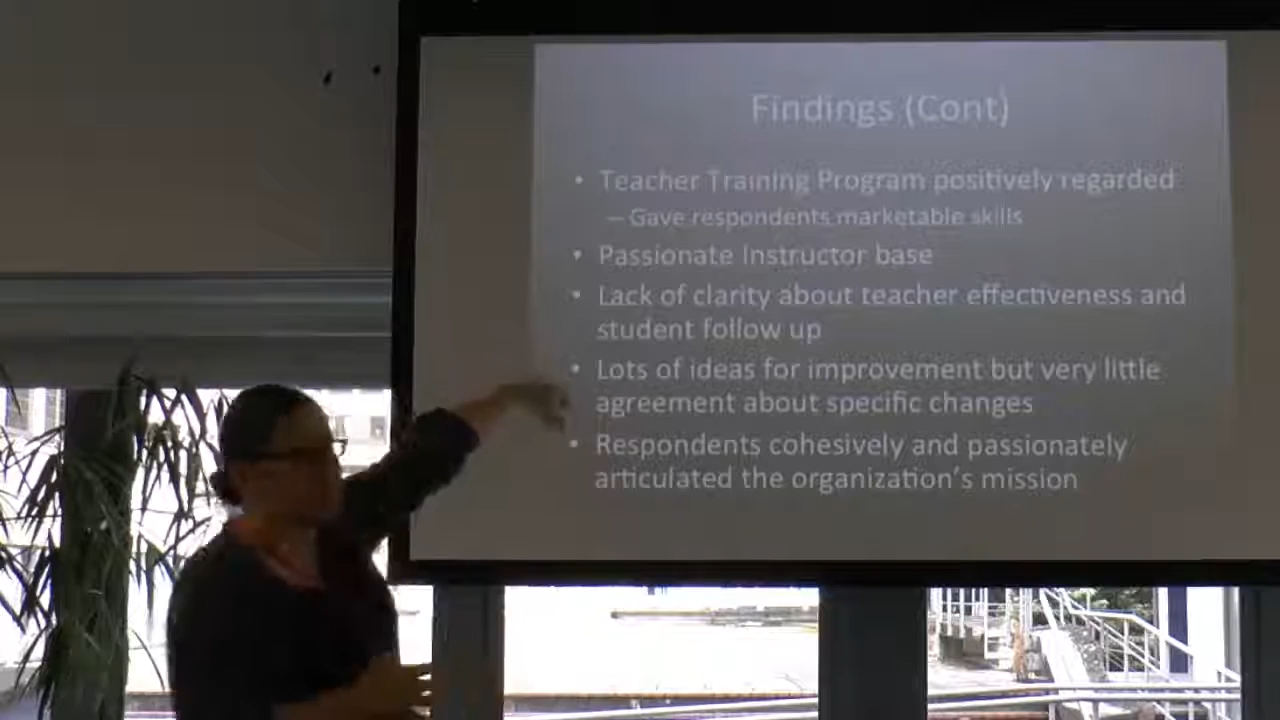 Findings (Cont)
• Teacher Training Program positively regarded
– Gave respondents marketable skills
• Passionate Instructor base
• Lack of clarity about teacher effectiveness and
student follow up
• Lots of ideas for improvement but very little
agreement about specific changes
• Respondents cohesively and passionately
articulated the organization's mission